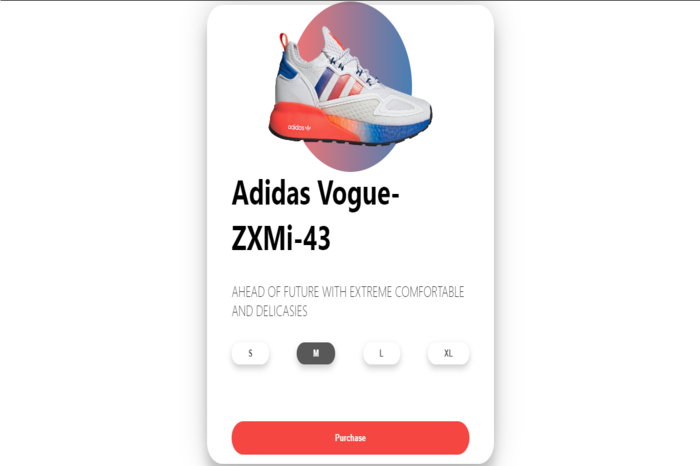 adidas
Adidas Vogue-
ZXMi-43
AHEAD OF FUTURE WITH EXTREME COMFORTABLE
AND DELICASIES
S M L XL
Purchase